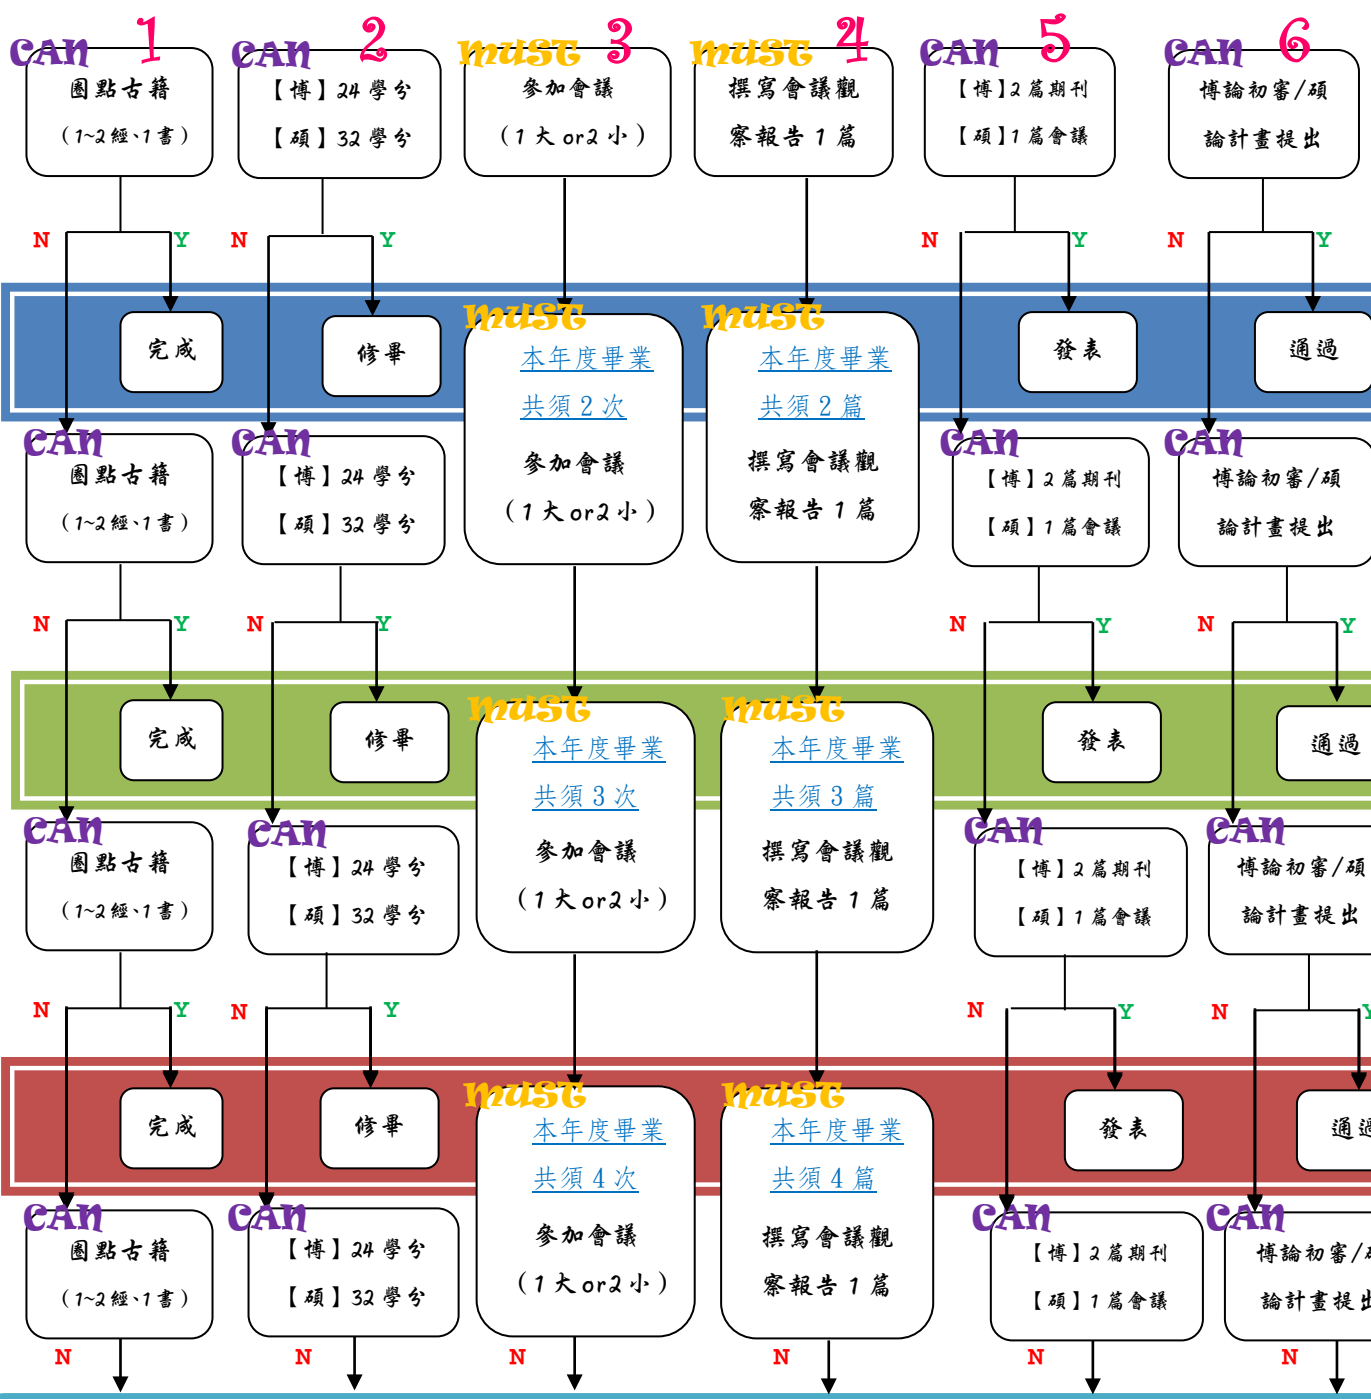 1
2
3
4
5
6
CAN
CAN
MUST
MUST
CAN
CAN
圈點古籍
(1~2經、1書)
【博】24學分
【碩】32學分
參加會議
(1大or2小)
撰寫會議觀
察報告1篇
【博】2篇期刊
【碩】1篇會議
博論初審/碩
論計畫提出
N
Y
N
Y
N
Y
N
Y
完成
修畢
MUST
本年度畢業
共須2次
參加會議
(1大or2小)
MUST
本年度畢業
共須2篇
撰寫會議觀
察報告1篇
發表
通過
CAN
圈點古籍
(1~2經、1書)
CAN
【博】24學分
【碩】32學分
CAN
【博】2篇期刊
【碩】1篇會議
CAN
博論初審/碩
論計畫提出
N
Y
N
Y
N
Y
N
Y
完成
修畢
MUST
本年度畢業
共須3次
參加會議
(1大or2小)
MUST
本年度畢業
共須3篇
撰寫會議觀
察報告1篇
發表
通過
CAN
圈點古籍
(1~2經、1書)
CAN
【博】24學分
【碩】32學分
CAN
【博】2篇期刊
【碩】1篇會議
CAN
博論初審/碩
論計畫提出
N
Y
N
Y
N
Y
N
Y
完成
修畢
MUST
本年度畢業
共須4次
參加會議
(1大or2小)
MUST
本年度畢業
共須4篇
撰寫會議觀
察報告1篇
發表
通過
CAN
圈點古籍
(1~2經、1書)
CAN
【博】24學分
【碩】32學分
CAN
【博】2篇期刊
【碩】1篇會議
CAN
博論初審/碩
論計畫提出
N
N
N
N
N
N